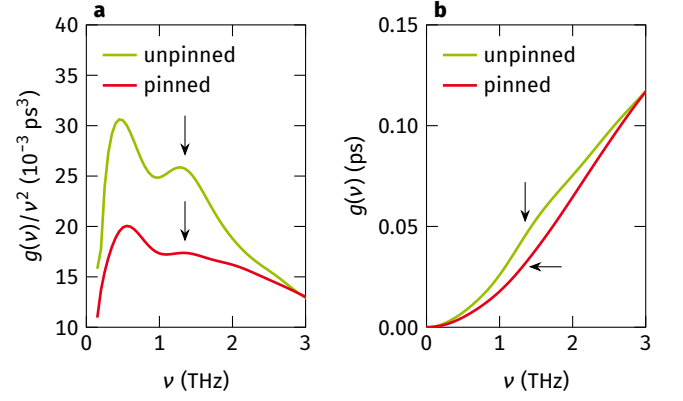 a
g(ν)/ν² (10⁻³ ps³)
40
35
30
25
20
15
10
unpinned
pinned
0
1
2
3
ν (THz)
b
g(ν) (ps)
0.15
0.10
0.05
0.00
unpinned
pinned
0
1
2
3
ν (THz)